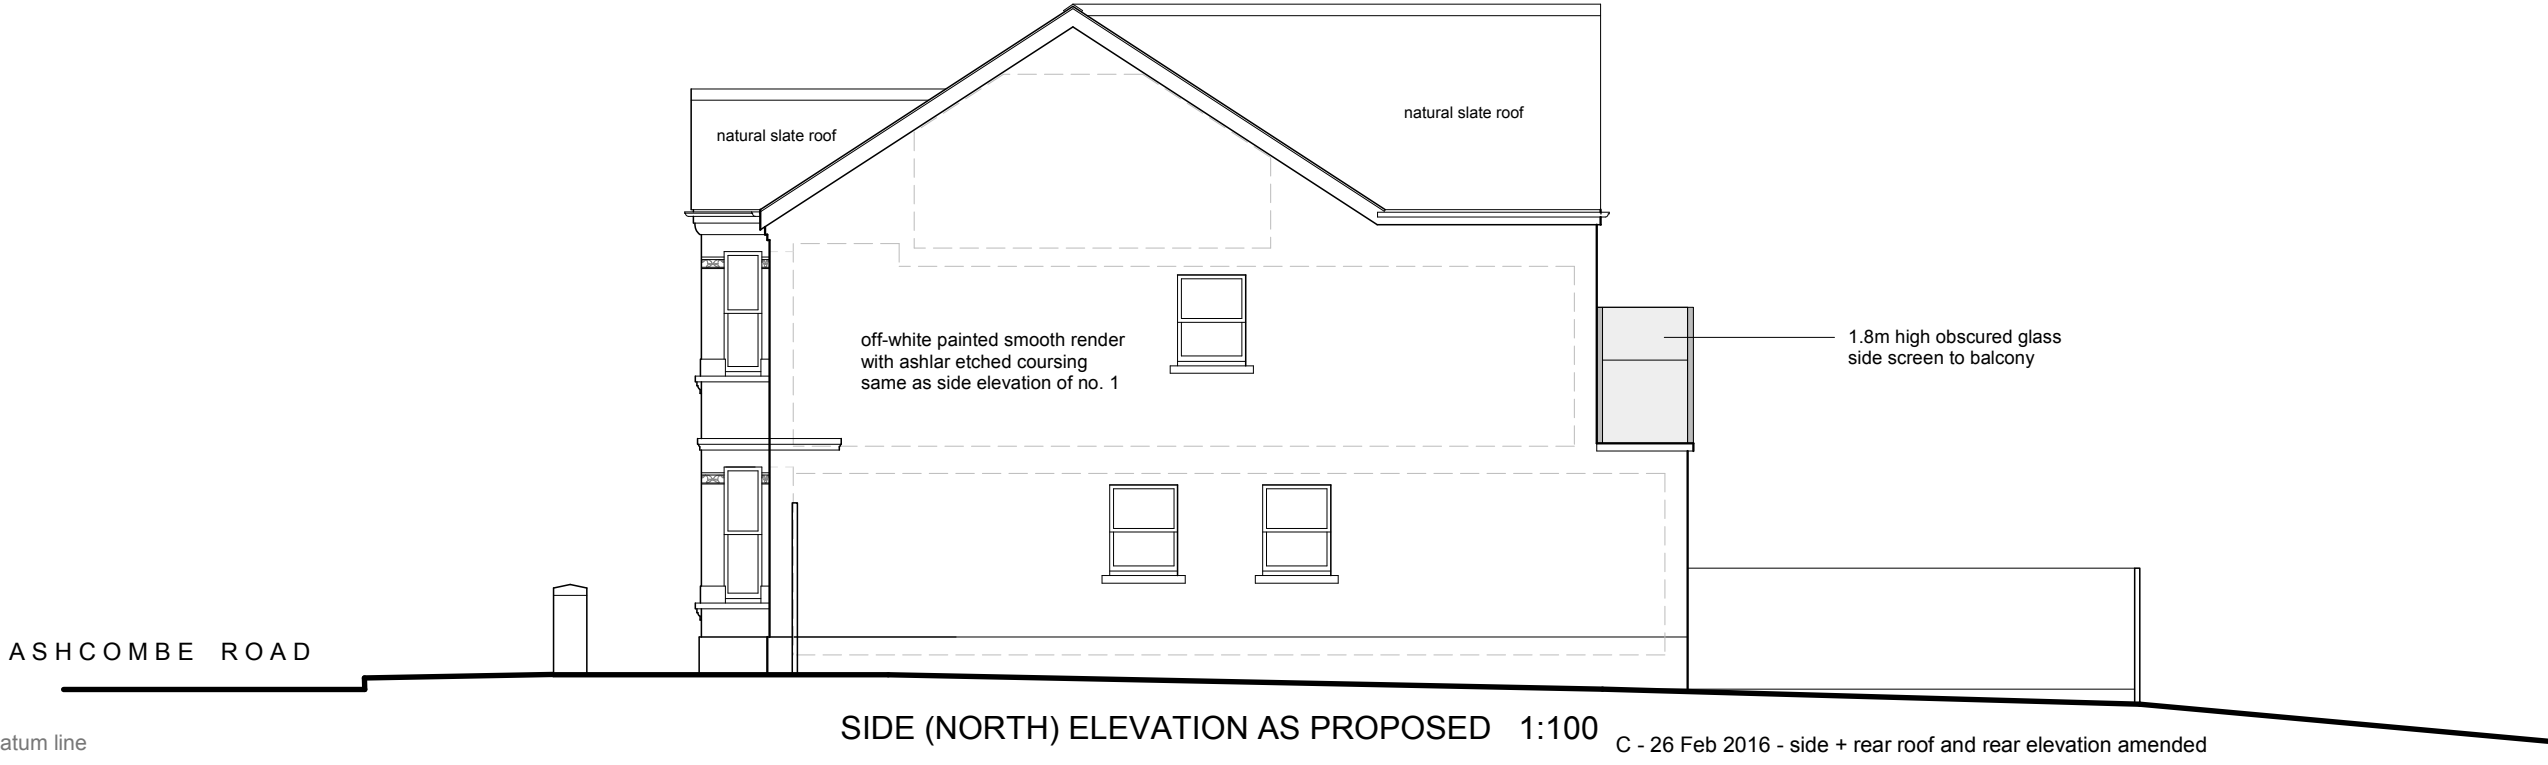 natural slate roof
natural slate roof
off-white painted smooth render
with ashlar etched coursing
same as side elevation of no. 1
1.8m high obscured glass
side screen to balcony
ASHCOMBE ROAD
SIDE (NORTH) ELEVATION AS PROPOSED 1:100
C - 26 Feb 2016 - side + rear roof and rear elevation amended
atum line